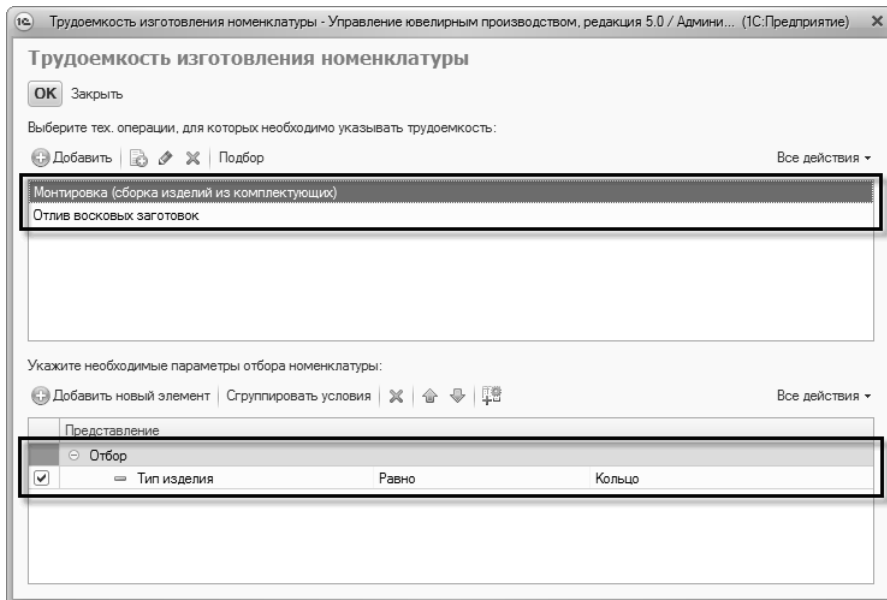 1С Трудоемкость изготовления номенклатуры - Управление ювелирным производством, редакция 5.0 / Админи... (1С:Предприятие)
Трудоемкость изготовления номенклатуры
ОК Закрыть
Выберите тех. операции, для которых необходимо указывать трудоемкость:
Добавить Подбор Все действия
Монтировка (сборка изделий из комплектующих)
Отлив восковых заготовок
Укажите необходимые параметры отбора номенклатуры:
Добавить новый элемент Сгруппировать условия Все действия
Представление
Отбор
Тип изделия Равно Кольцо